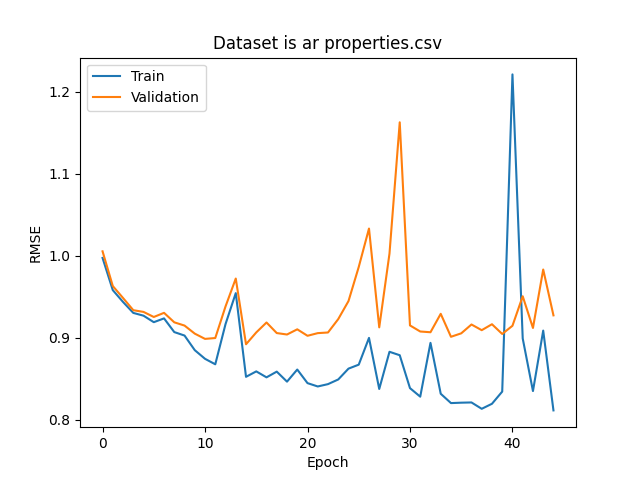 Dataset is ar properties.csv
Train
Validation
RMSE
1.2
1.1
1.0
0.9
0.8
0
10
20
30
40
Epoch